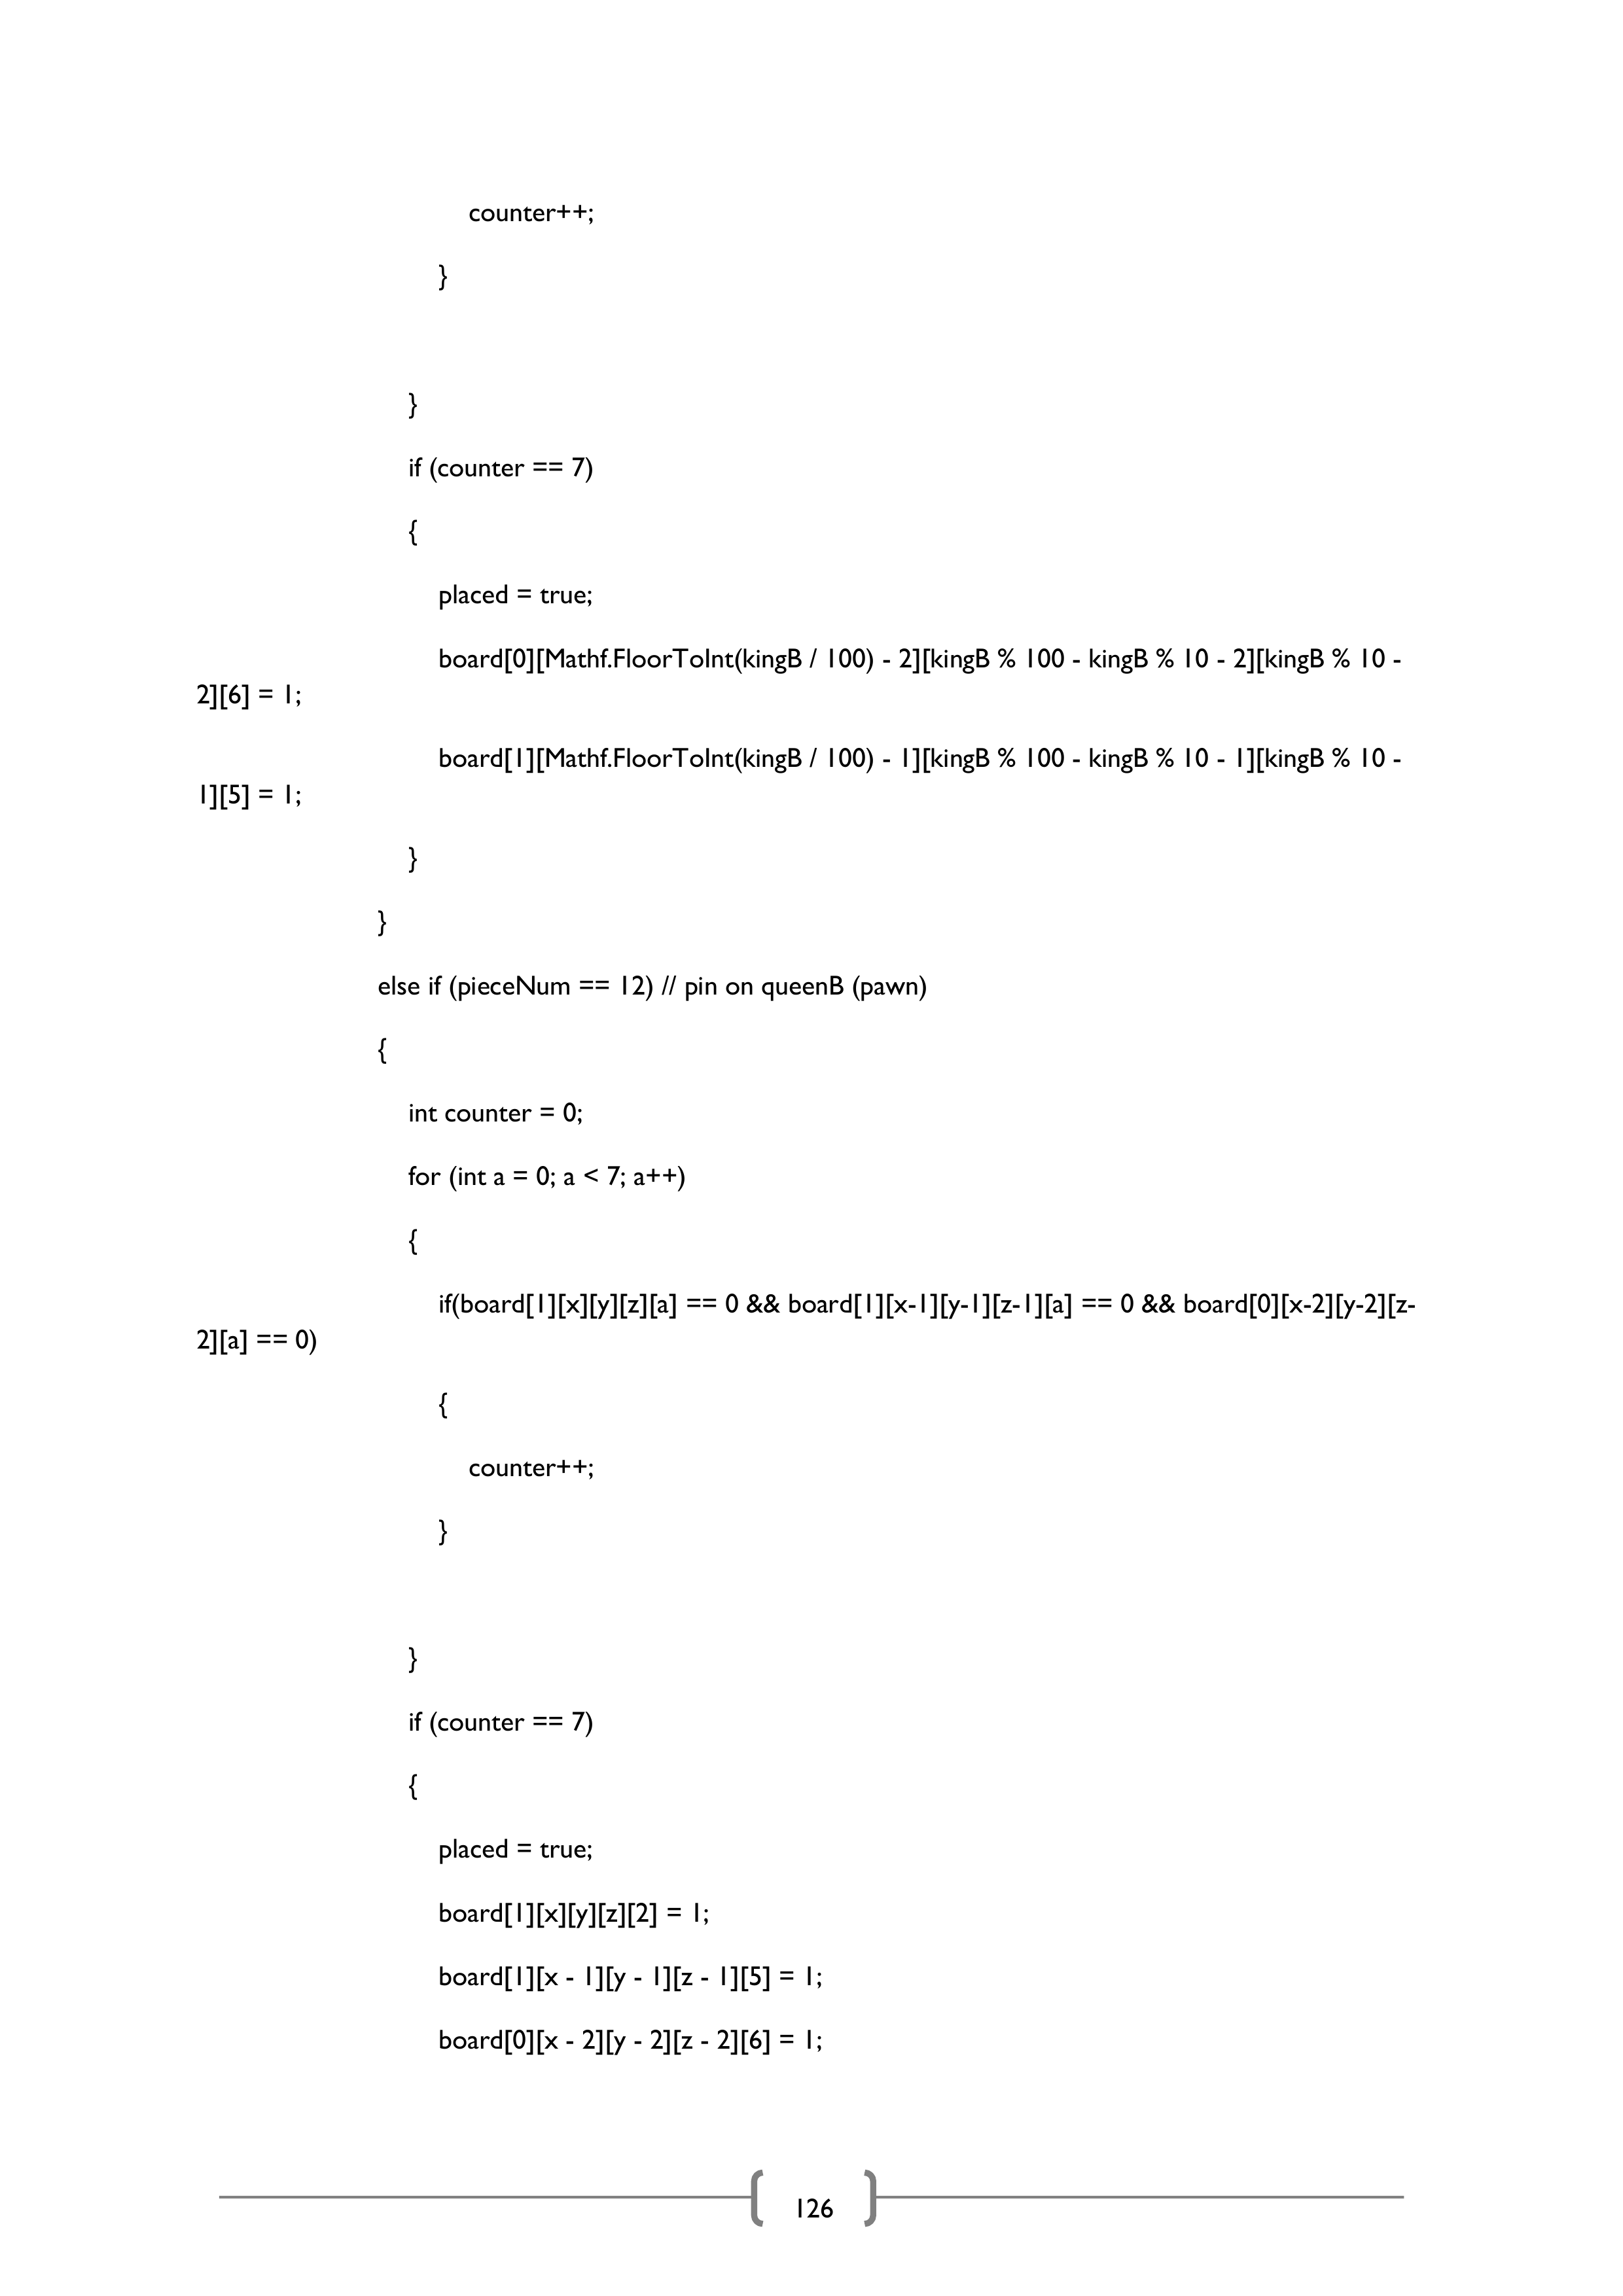 counter++;
}
}
if (counter == 7)
{
placed = true;
board[0][Mathf.FloorToInt(kingB / 100) - 2][kingB % 100 - kingB % 10 - 2][kingB % 10 -
2][6] = 1;
board[1][Mathf.FloorToInt(kingB / 100) - 1][kingB % 100 - kingB % 10 - 1][kingB % 10 -
1][5] = 1;
}
}
else if (pieceNum == 12) // pin on queenB (pawn)
{
int counter = 0;
for (int a = 0; a < 7; a++)
{
if(board[1][x][y][z][a] == 0 && board[1][x-1][y-1][z-1][a] == 0 && board[0][x-2][y-2][z-
2][a] == 0)
{
counter++;
}
}
if (counter == 7)
{
placed = true;
board[1][x][y][z][2] = 1;
board[1][x - 1][y - 1][z - 1][5] = 1;
board[0][x - 2][y - 2][z - 2][6] = 1;
126